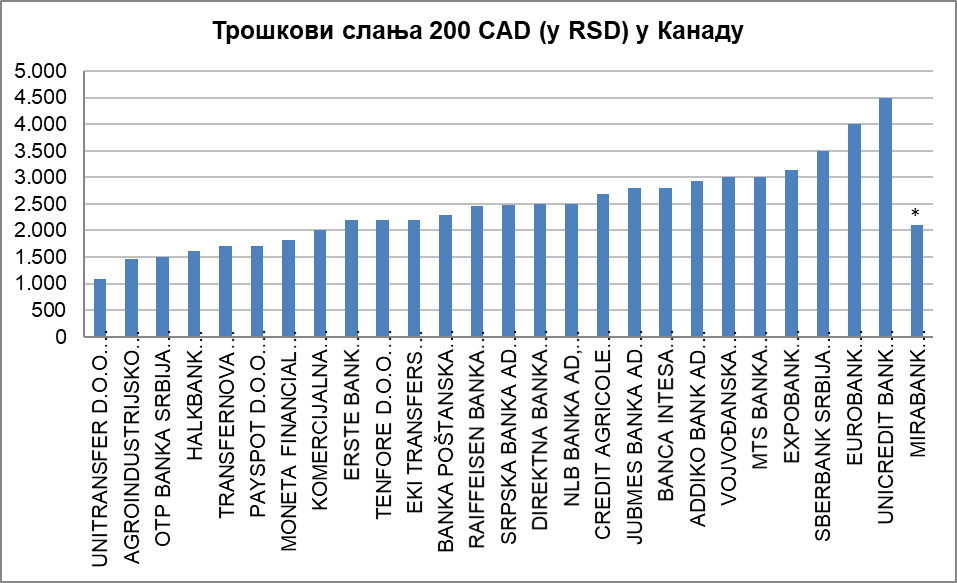 Трошкови слања 200 CAD (у RSD) у Канаду
5.000
4.500
4.000
3.500
3.000
2.500
2.000
1.500
1.000
500
0
*
UNITRANSFER D.O.O.…
AGROINDUSTRIJSKO…
OTP BANKA SRBIJA…
HALKBANK…
TRANSFERNOVA…
PAYSPOT D.O.O.…
MONETA FINANCIAL…
KOMERCIJALNA…
ERSTE BANK…
TENFORE D.O.O.…
EKI TRANSFERS…
BANKA POŠTANSKA…
RAIFFEISEN BANKA…
SRPSKA BANKA AD…
DIREKTNA BANKA…
NLB BANKA AD,…
CREDIT AGRICOLE…
JUBMES BANKA AD…
BANCA INTESA…
ADDIKO BANK AD…
VOJVOĐANSKA…
MTS BANKA…
EXPOBANK…
SBERBANK SRBIJA…
EUROBANK…
UNICREDIT BANK…
MIRABANK…